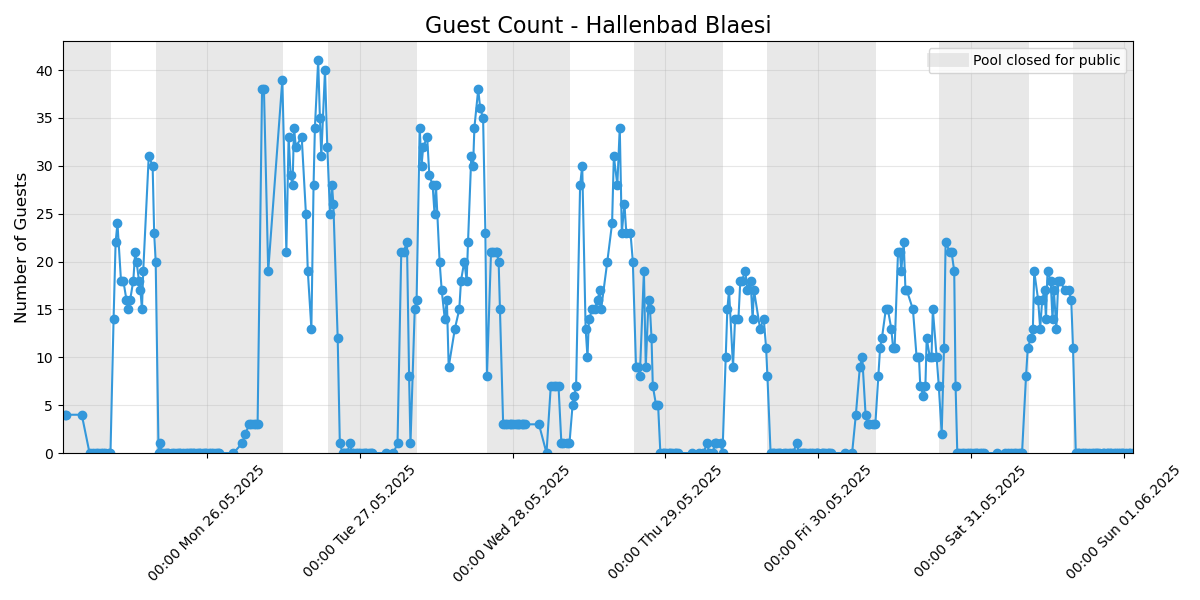 Guest Count - Hallenbad Blaesi
Pool closed for public
Number of Guests
40
35
30
25
20
15
10
5
0
00:00 Mon 26.05.2025
00:00 Tue 27.05.2025
00:00 Wed 28.05.2025
00:00 Thu 29.05.2025
00:00 Fri 30.05.2025
00:00 Sat 31.05.2025
00:00 Sun 01.06.2025